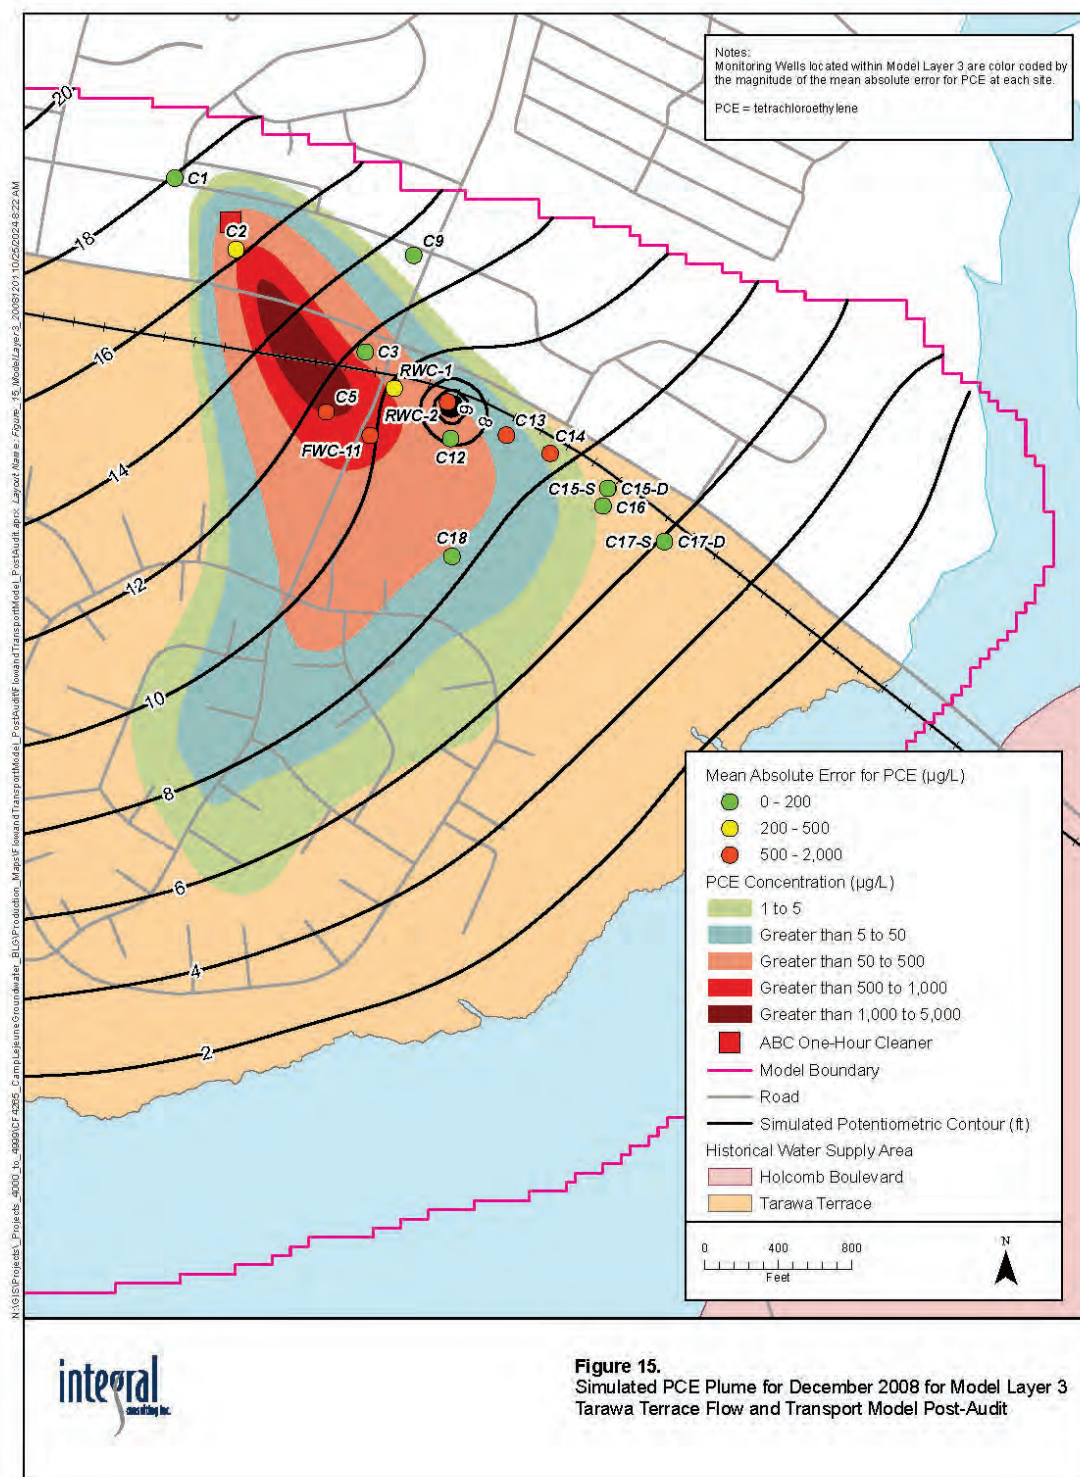 Notes:
Monitoring Wells located within Model Layer 3 are color coded by
the magnitude of the mean absolute error for PCE at each site.
PCE = tetrachloroethylene
20
C1
18
C2
C9
16
C3
RWC-1
C5
RWC-2
6
8
C13
C14
FWC-11
C12
14
C15-S
C15-D
C16
C17-S
C17-D
C18
12
10
8
6
4
2
Mean Absolute Error for PCE (µg/L)
0 - 200
200 - 500
500 - 2,000
PCE Concentration (µg/L)
1 to 5
Greater than 5 to 50
Greater than 50 to 500
Greater than 500 to 1,000
Greater than 1,000 to 5,000
ABC One-Hour Cleaner
Model Boundary
Road
Simulated Potentiometric Contour (ft)
Historical Water Supply Area
Holcomb Boulevard
Tarawa Terrace
0 400 800
Feet
N
integral
consulting inc.
Figure 15.
Simulated PCE Plume for December 2008 for Model Layer 3
Tarawa Terrace Flow and Transport Model Post-Audit